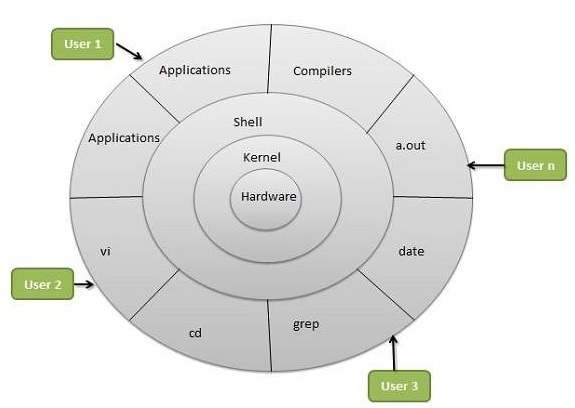 User 1
Applications
Compilers
Applications
Shell
a.out
Kernel
User n
Hardware
vi
date
User 2
cd
grep
User 3